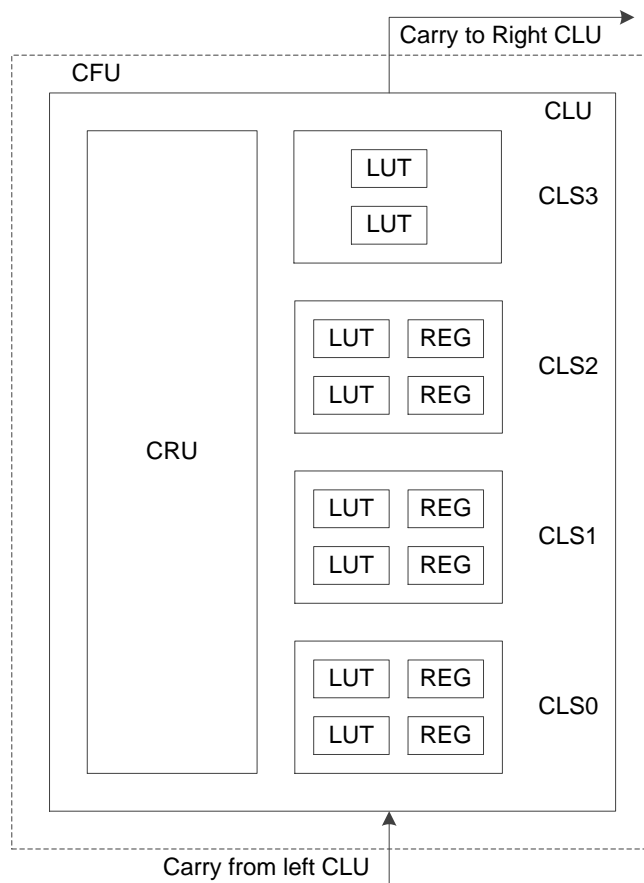 Carry to Right CLU
CFU
CLU
LUT
LUT
CLS3
LUT REG
LUT REG
CLS2
CRU
LUT REG
LUT REG
CLS1
LUT REG
LUT REG
CLS0
Carry from left CLU